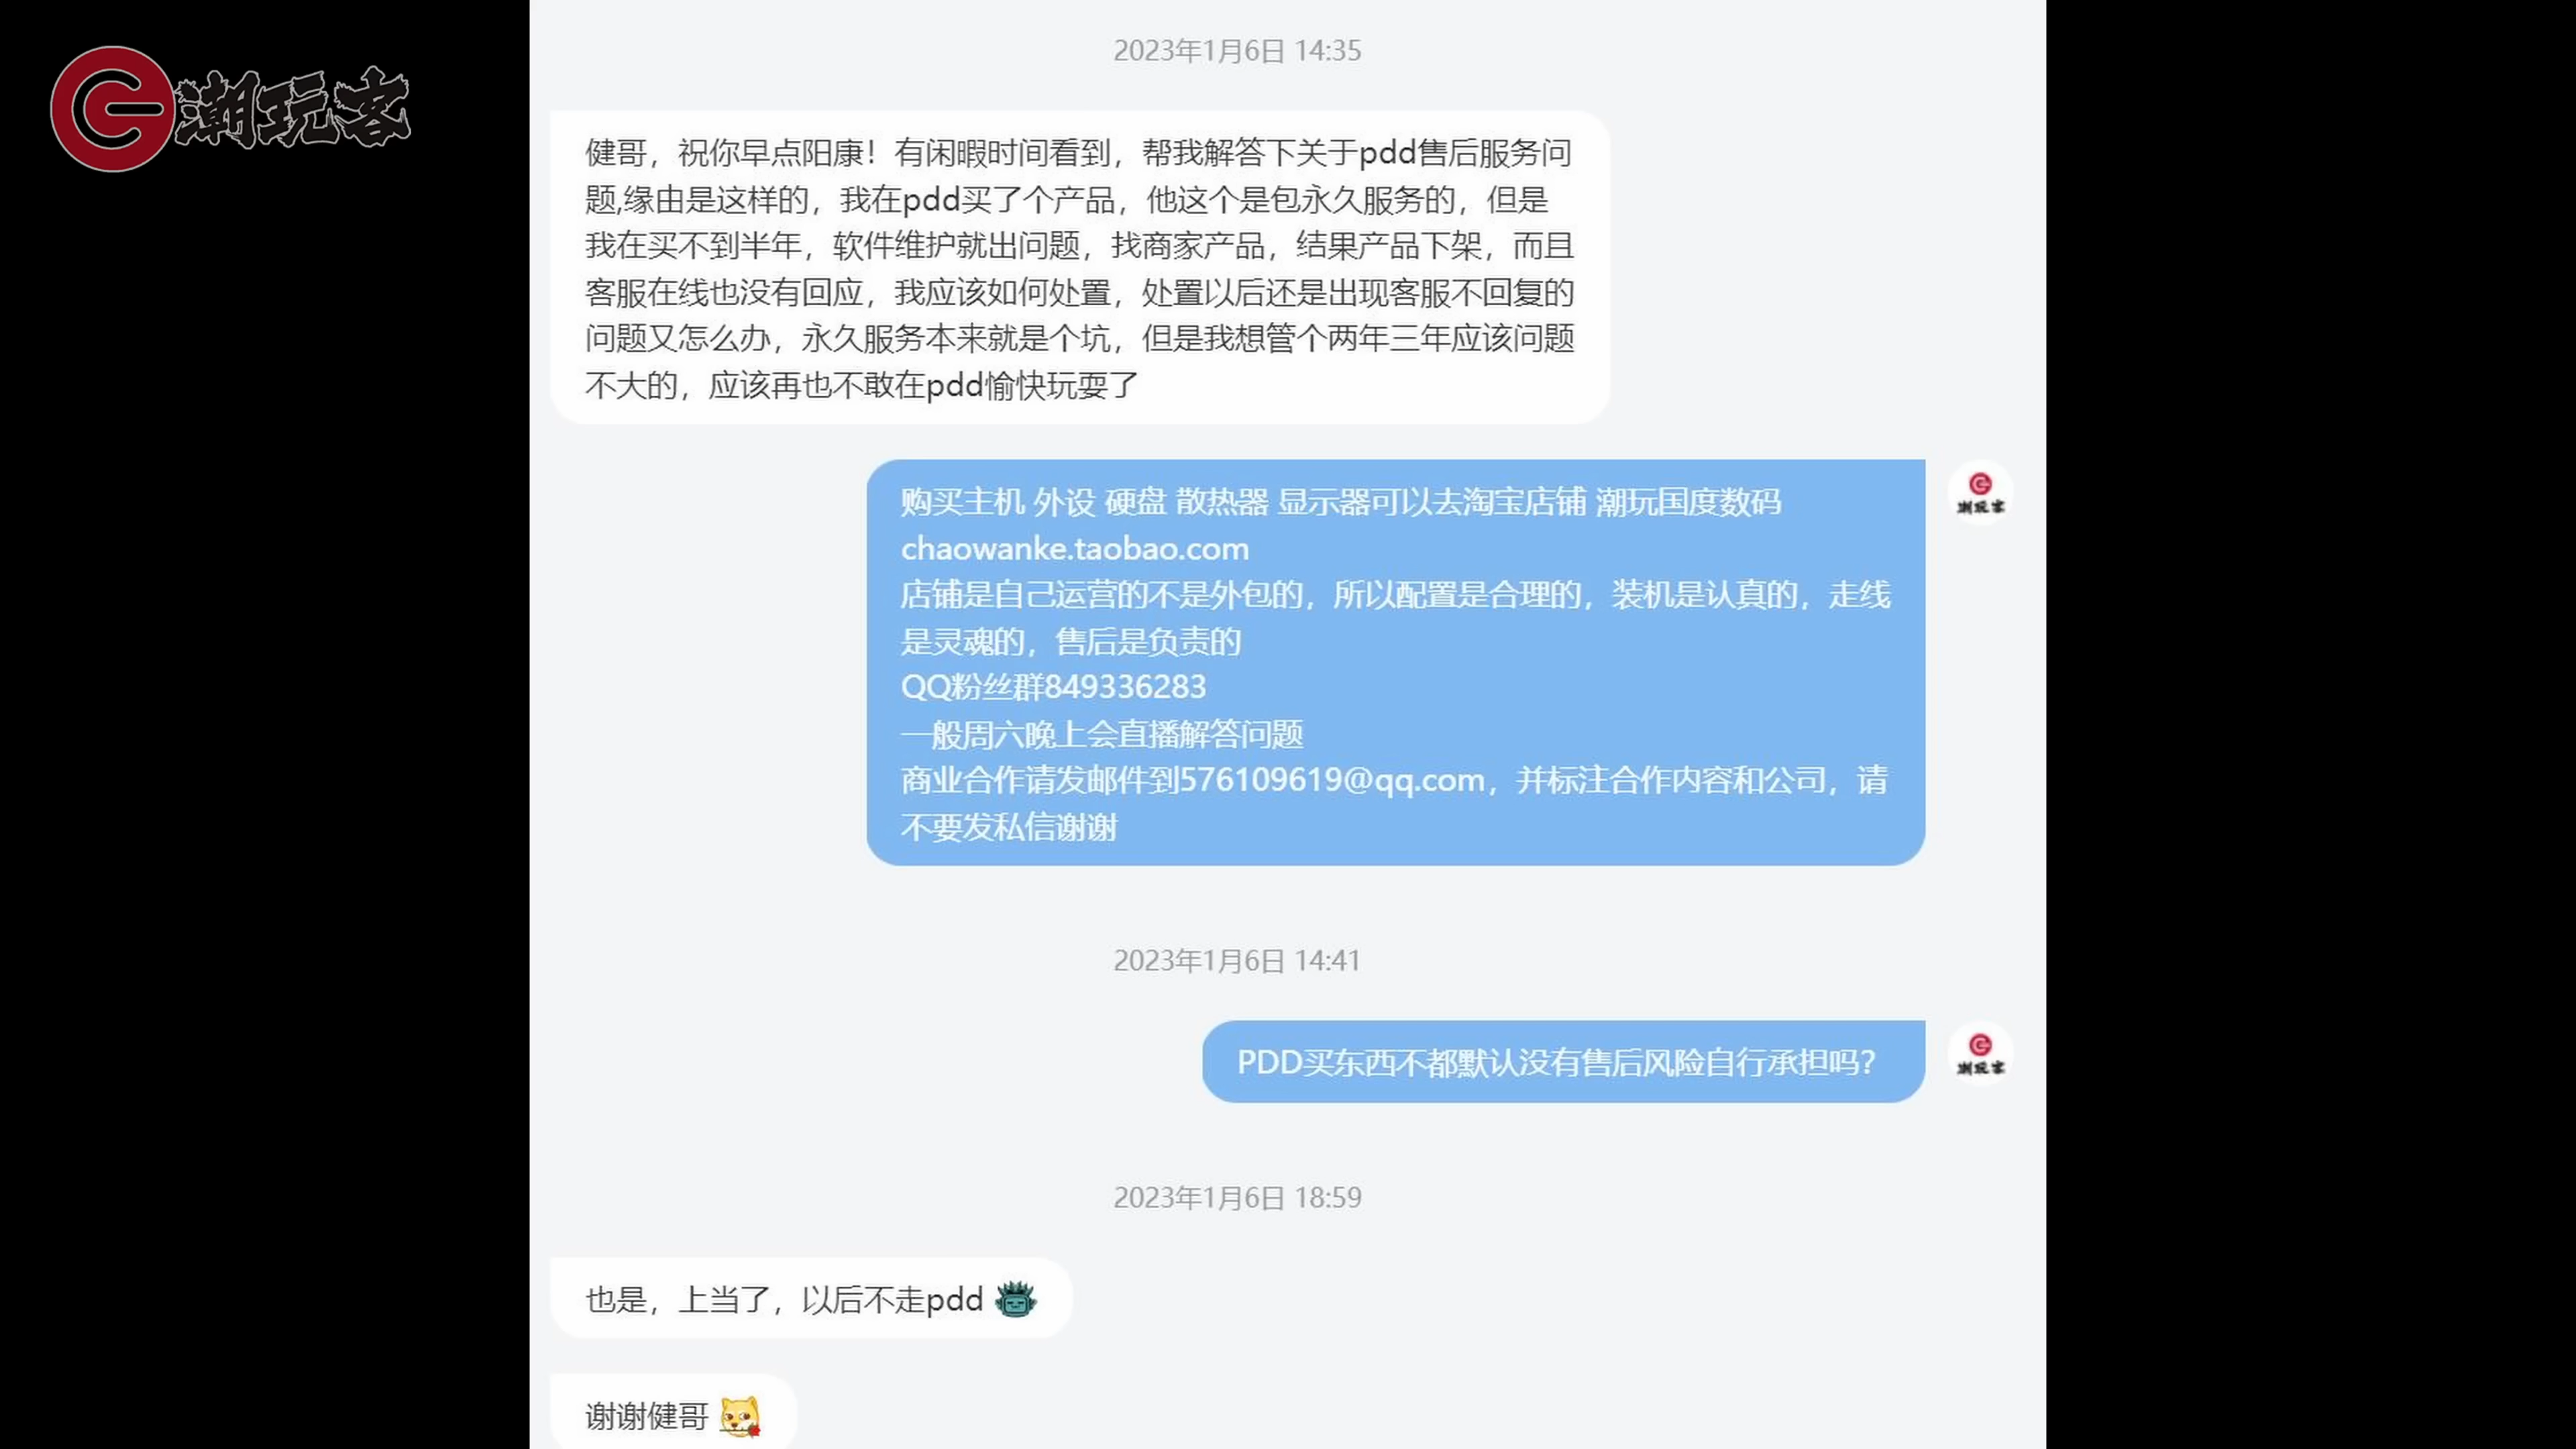 潮玩客
2023年1月6日 14:35
健哥，祝你早点阳康！有闲暇时间看到，帮我解答下关于pdd售后服务问
题,缘由是这样的，我在pdd买了个产品，他这个是包永久服务的，但是
我在买不到半年，软件维护就出问题，找商家产品，结果产品下架，而且
客服在线也没有回应，我应该如何处置，处置以后还是出现客服不回复的
问题又怎么办，永久服务本来就是个坑，但是我想管个两年三年应该问题
不大的，应该再也不敢在pdd愉快玩耍了
购买主机 外设 硬盘 散热器 显示器可以去淘宝店铺 潮玩国度数码
chaowanke.taobao.com
店铺是自己运营的不是外包的，所以配置是合理的，装机是认真的，走线
是灵魂的，售后是负责的
QQ粉丝群849336283
一般周六晚上会直播解答问题
商业合作请发邮件到576109619@qq.com，并标注合作内容和公司，请
不要发私信谢谢
潮玩客
2023年1月6日 14:41
PDD买东西不都默认没有售后风险自行承担吗？
潮玩客
2023年1月6日 18:59
也是，上当了，以后不走pdd
谢谢健哥